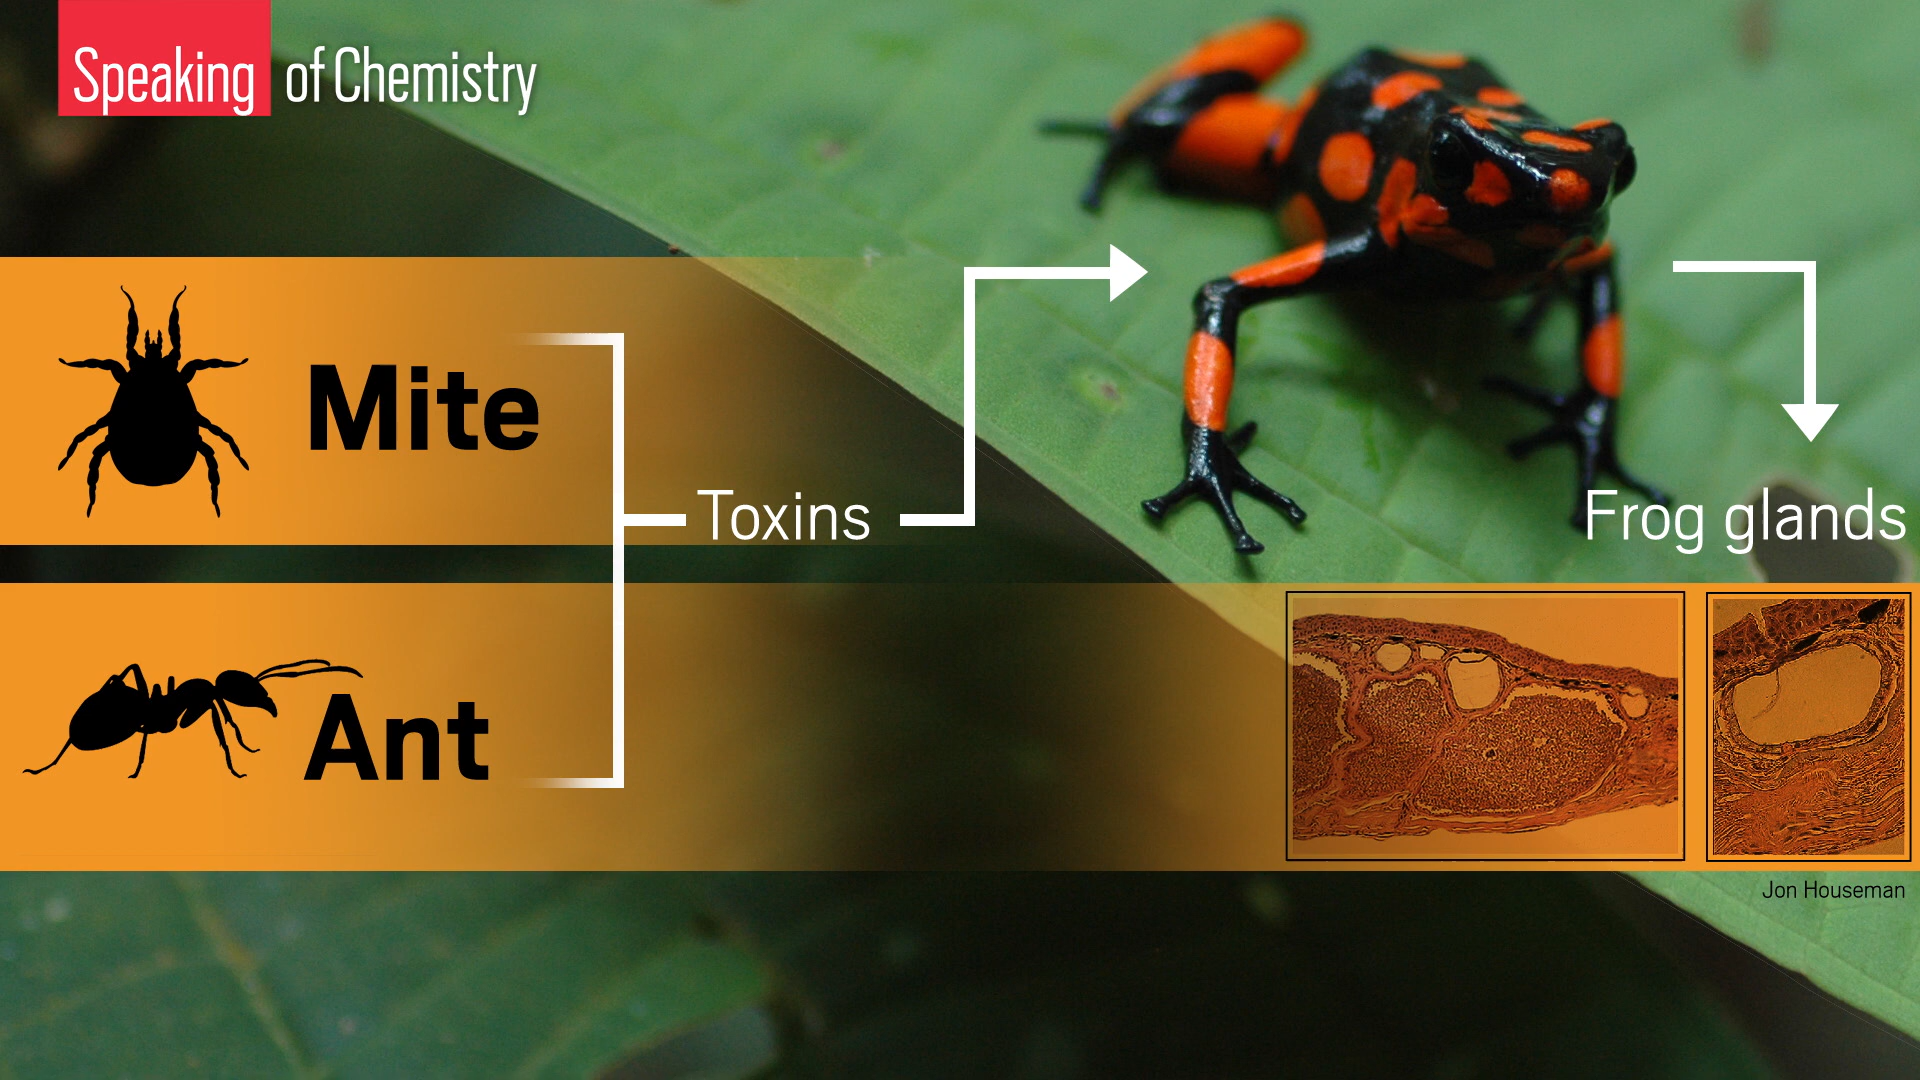 Speaking of Chemistry
Mite
Toxins
Frog glands
Ant
Jon Houseman